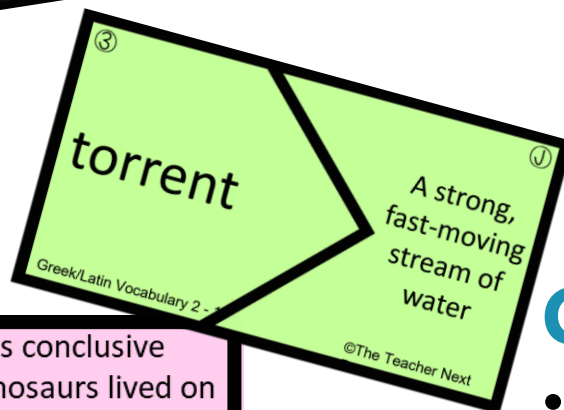 3
torrent
Greek/Latin Vocabulary 2 -
J
A strong,
fast-moving
stream of
water
©The Teacher Next
s conclusive
nosaurs lived on